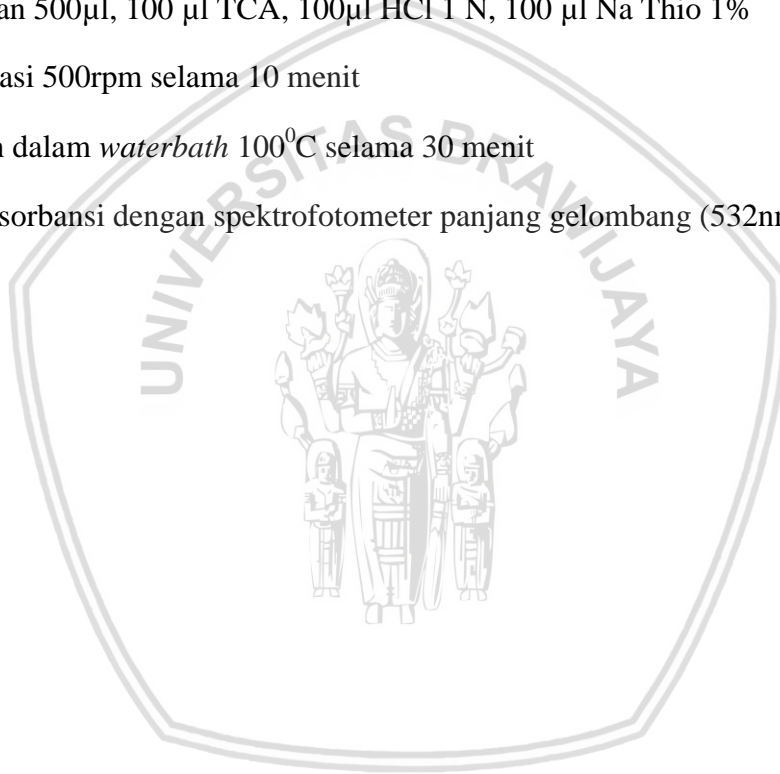 an 500µl, 100 µl TCA, 100µl HCl 1 N, 100 µl Na Thio 1%
asi 500rpm selama 10 menit
dalam waterbath 100⁰C selama 30 menit
sorbansi dengan spektrofotometer panjang gelombang (532n
UNIVERSITAS BRAWIJAYA